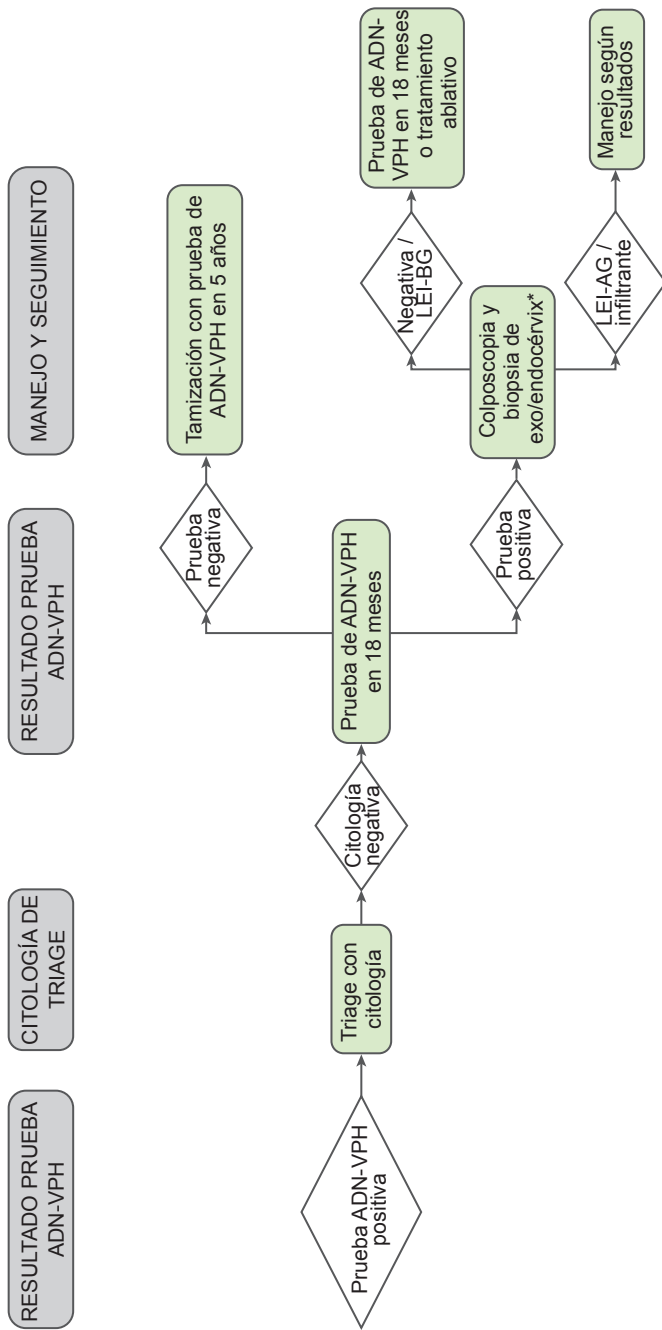 RESULTADO PRUEBA
ADN-VPH
CITOLOGÍA DE
TRIAGE
RESULTADO PRUEBA
ADN-VPH
MANEJO Y SEGUIMIENTO
Prueba ADN-VPH
positiva
Triage con
citología
Citología
negativa
Prueba de ADN-VPH
en 18 meses
Prueba
negativa
Tamización con prueba de
ADN-VPH en 5 años
Prueba
positiva
Colposcopia y
biopsia de
exo/endocérvix*
Negativa /
LEI-BG
Prueba de ADN-
VPH en 18 meses
o tratamiento
ablativo
LEI-AG /
infiltrante
Manejo según
resultados